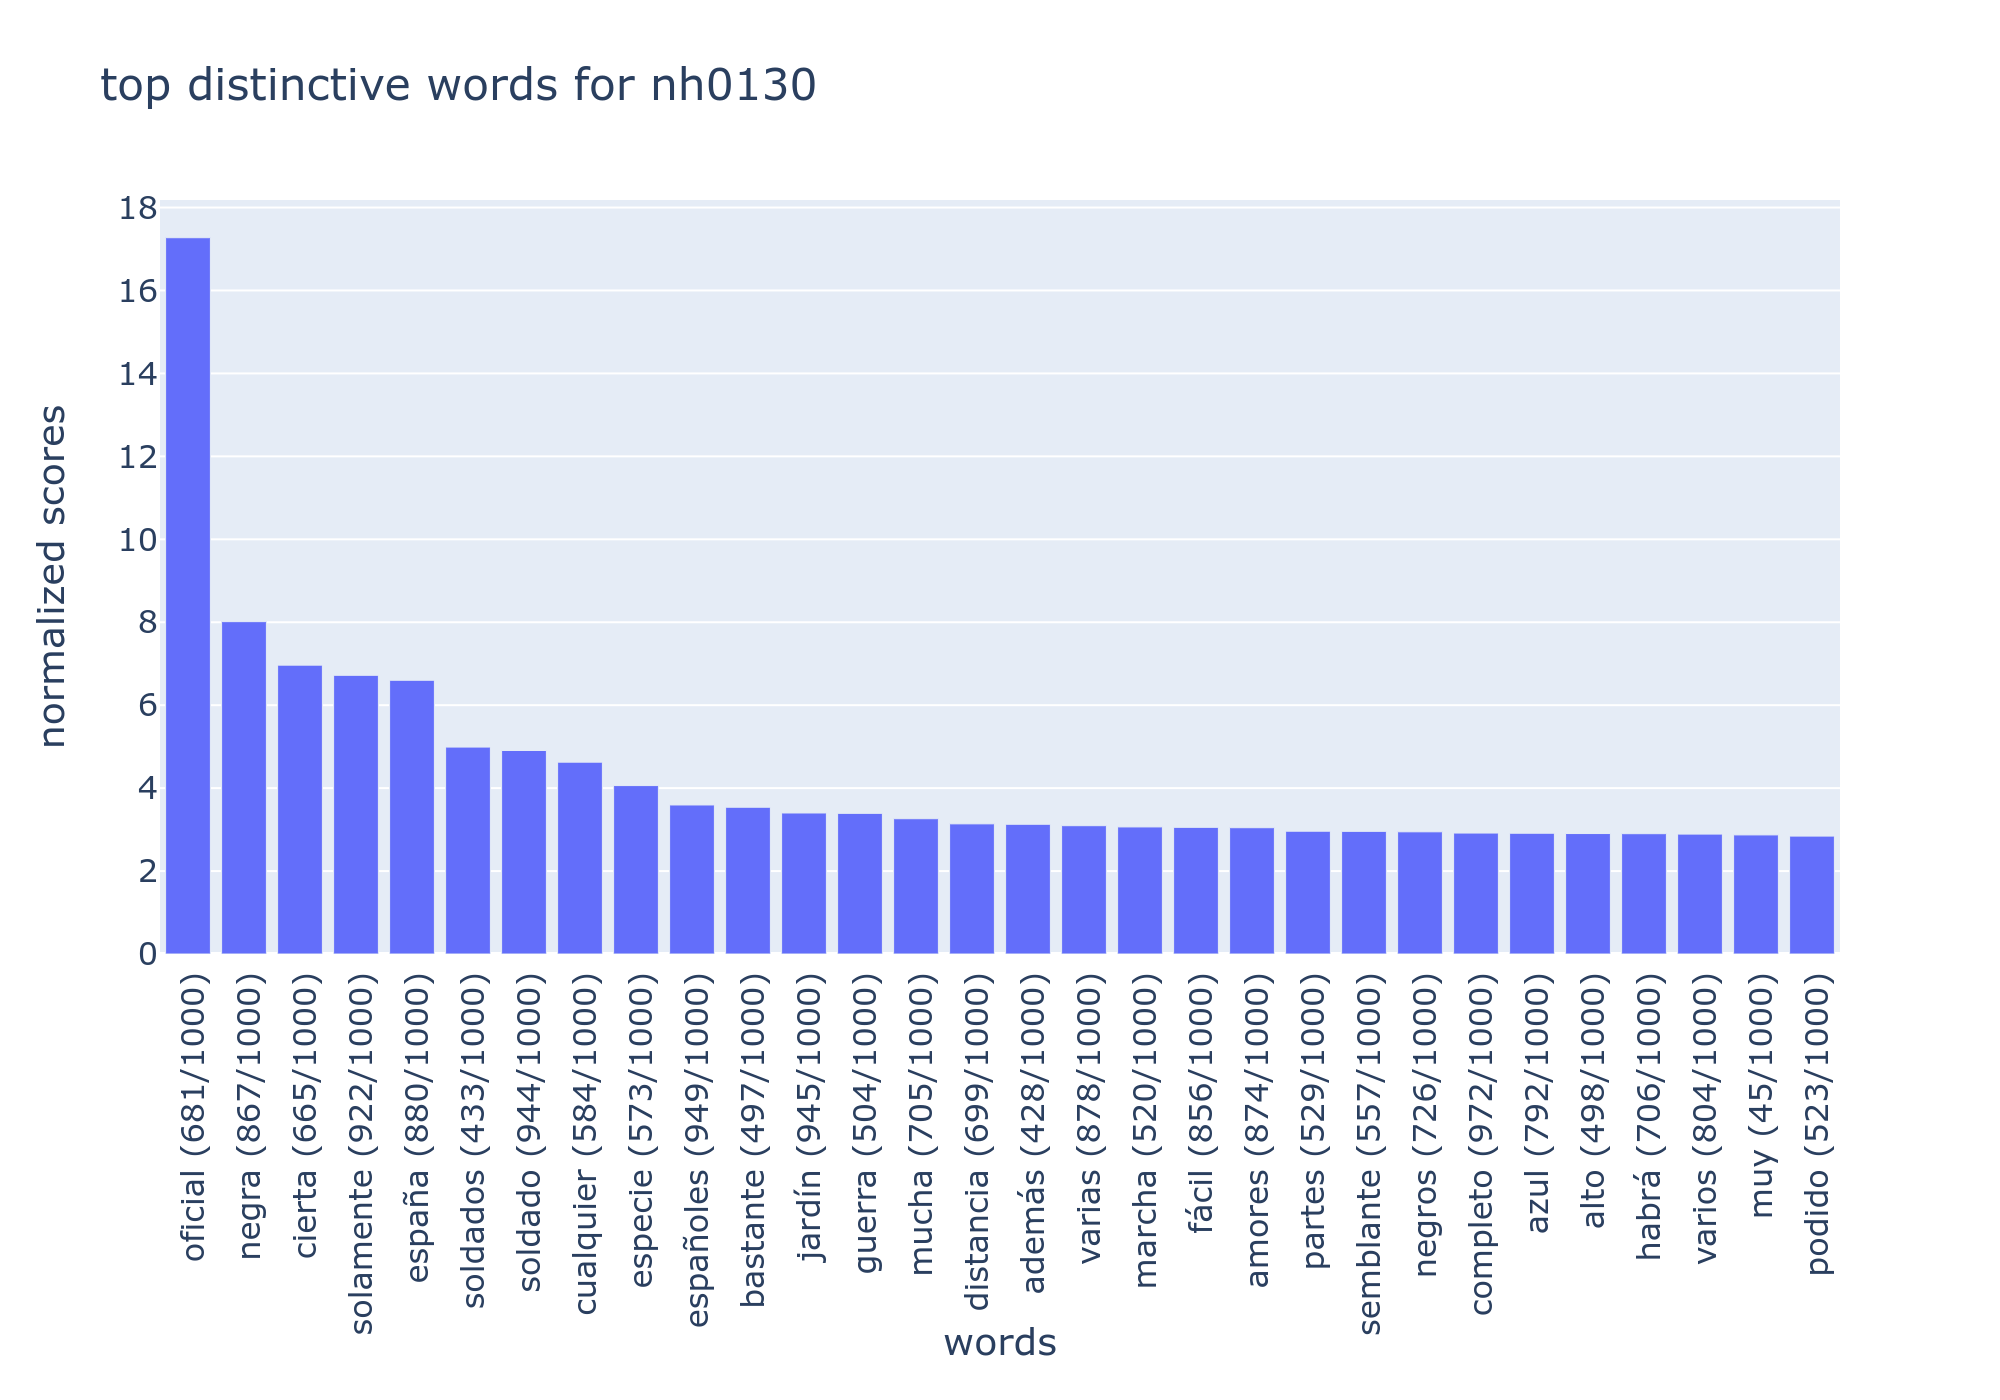 top distinctive words for nh0130
normalized scores
18
16
14
12
10
8
6
4
2
0
oficial (681/1000)
negra (867/1000)
cierta (665/1000)
solamente (922/1000)
españa (880/1000)
soldados (433/1000)
soldado (944/1000)
cualquier (584/1000)
especie (573/1000)
españoles (949/1000)
bastante (497/1000)
jardín (945/1000)
guerra (504/1000)
mucha (705/1000)
distancia (699/1000)
además (428/1000)
varias (878/1000)
marcha (520/1000)
fácil (856/1000)
amores (874/1000)
partes (529/1000)
semblante (557/1000)
negros (726/1000)
completo (972/1000)
azul (792/1000)
alto (498/1000)
habrá (706/1000)
varios (804/1000)
muy (45/1000)
podido (523/1000)
words